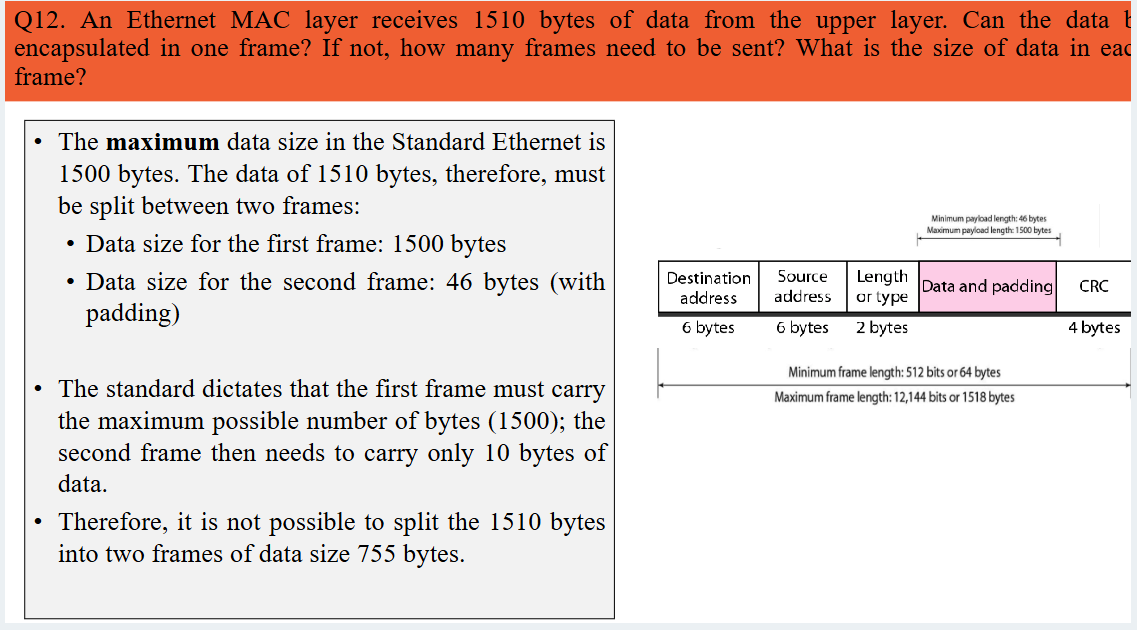 Q12. An Ethernet MAC layer receives 1510 bytes of data from the upper layer. Can the data
encapsulated in one frame? If not, how many frames need to be sent? What is the size of data in
frame?
• The maximum data size in the Standard Ethernet is
1500 bytes. The data of 1510 bytes, therefore, must
be split between two frames:
• Data size for the first frame: 1500 bytes
• Data size for the second frame: 46 bytes (with
padding)
• The standard dictates that the first frame must carry
the maximum possible number of bytes (1500); the
second frame then needs to carry only 10 bytes of
data.
• Therefore, it is not possible to split the 1510 bytes
into two frames of data size 755 bytes.
Minimum payload length: 46 bytes
Maximum payload length: 1500 bytes
Destination address
Source address
Length or type
Data and padding
CRC
6 bytes
6 bytes
2 bytes
4 bytes
Minimum frame length: 512 bits or 64 bytes
Maximum frame length: 12,144 bits or 1518 bytes